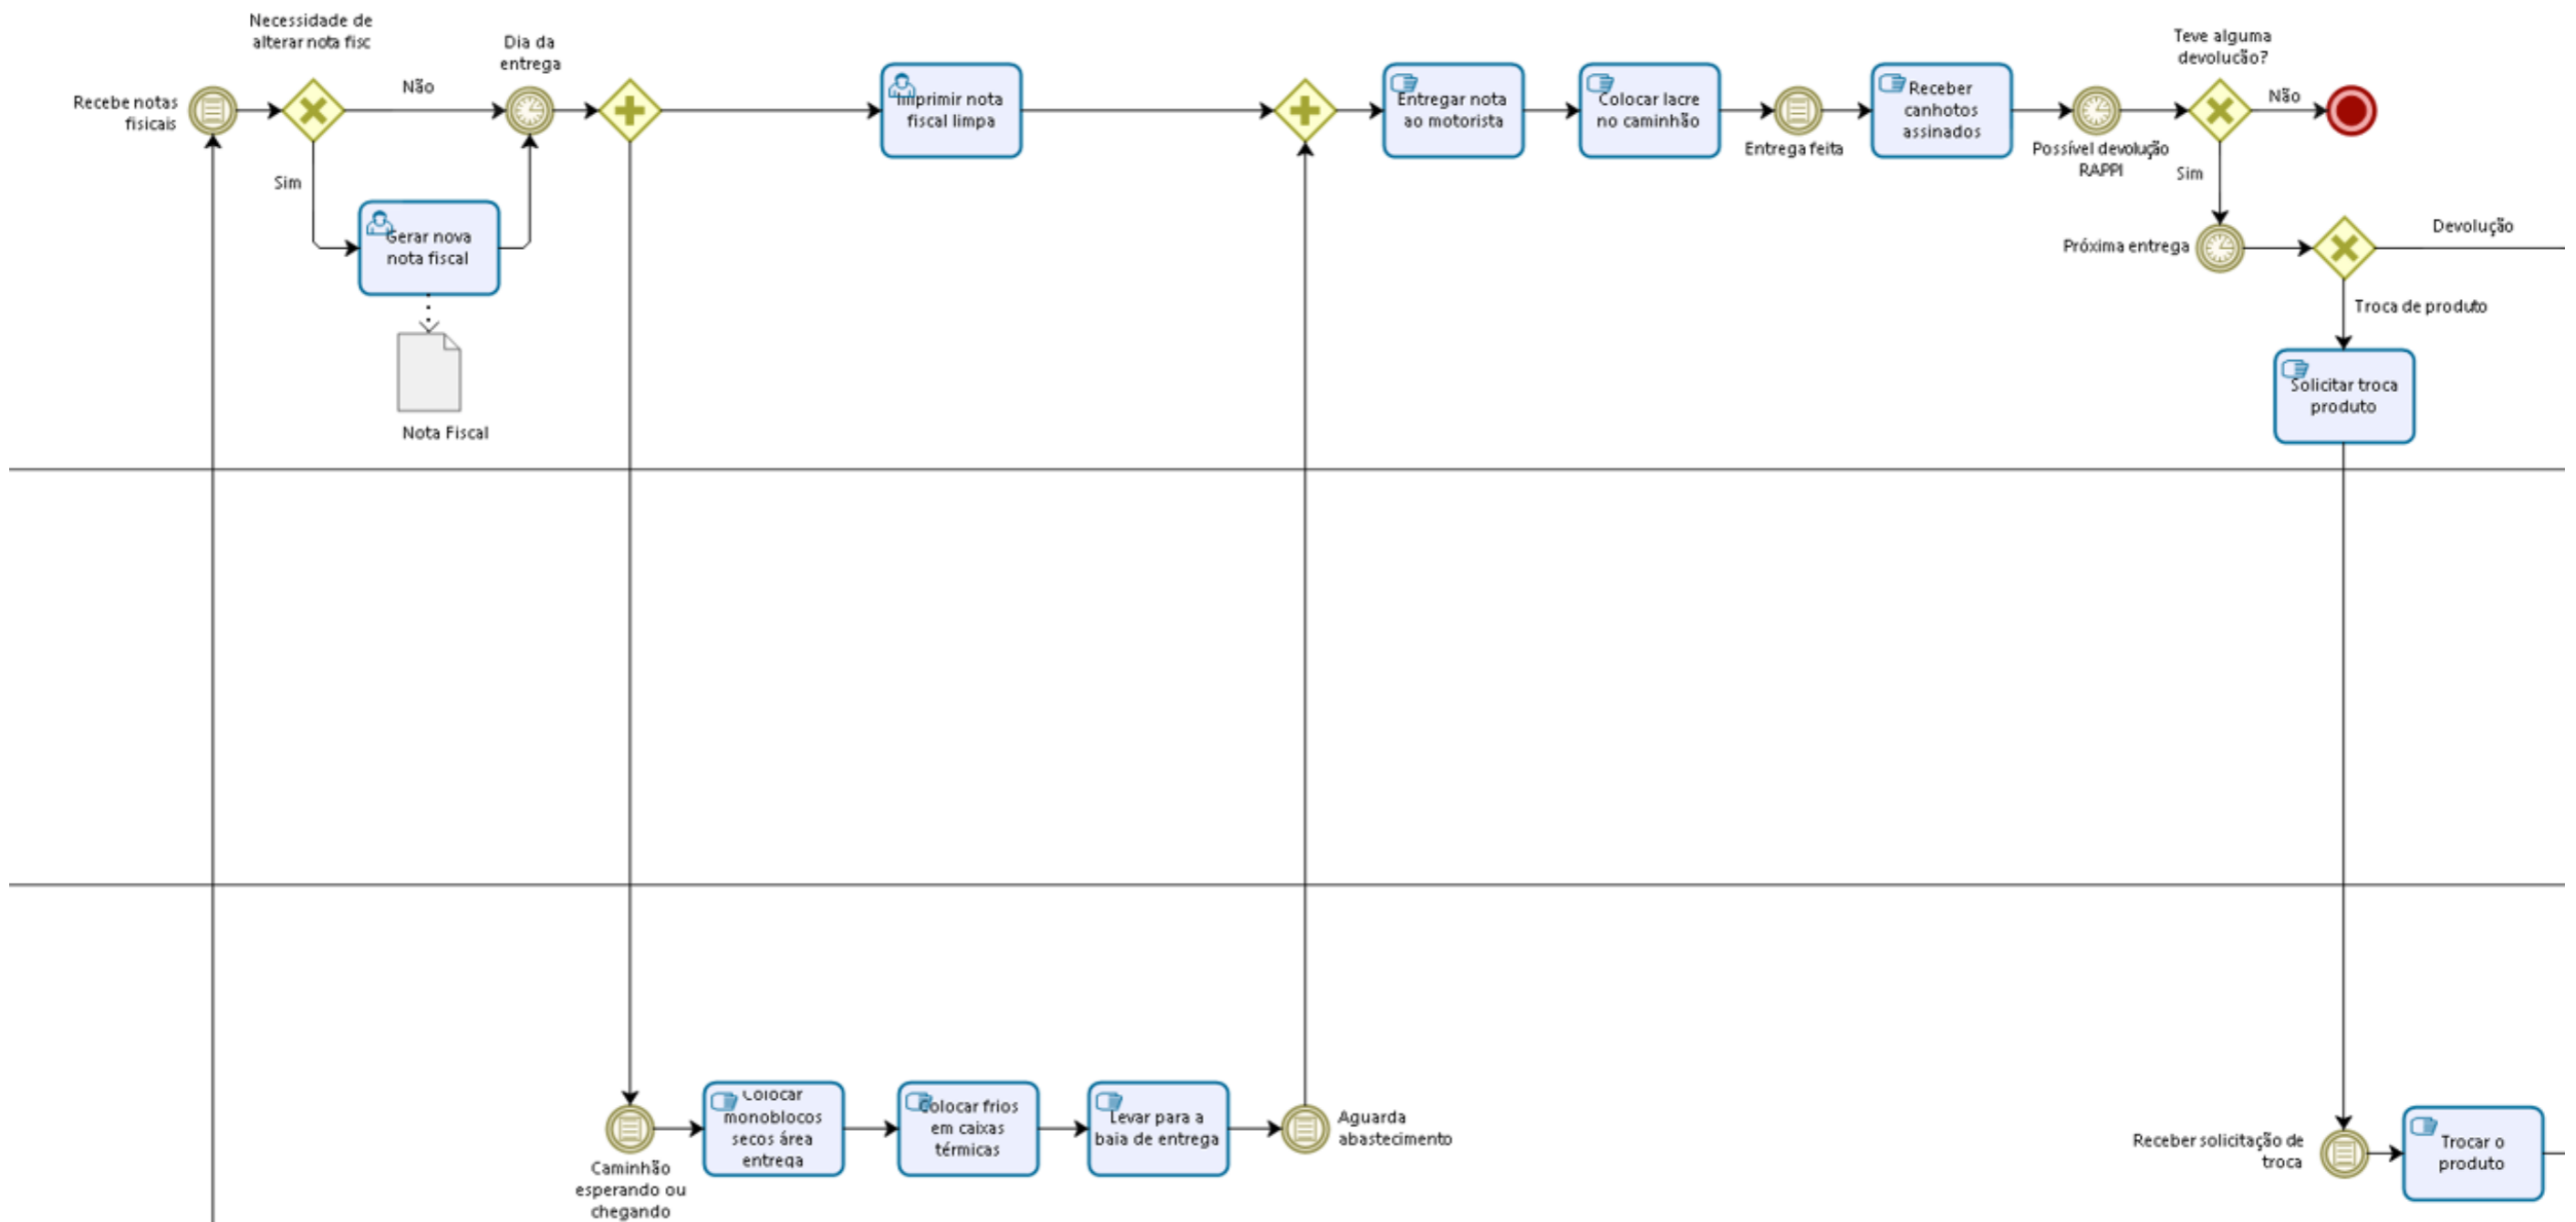 Necessidade de
alterar nota fisc
Dia da
entrega
Teve alguma
devolucão?
Recebe notas
fisicais
Não
Imprimir nota
fiscal limpa
Entregar nota
ao motorista
Colocar lacre
no caminhão
Entrega feita
Receber
canhotos
assinados
Possível devolução
RAPPI
Não
Sim
Sim
Gerar nova
nota fiscal
Nota Fiscal
Próxima entrega
Devolução
Troca de produto
Solicitar troca
produto
Caminhão
esperando ou
chegando
Colocar
monoblocos
secos área
entrega
Colocar frios
em caixas
térmicas
Levar para a
baia de entrega
Aguarda
abastecimento
Receber solicitação de
troca
Trocar o
produto